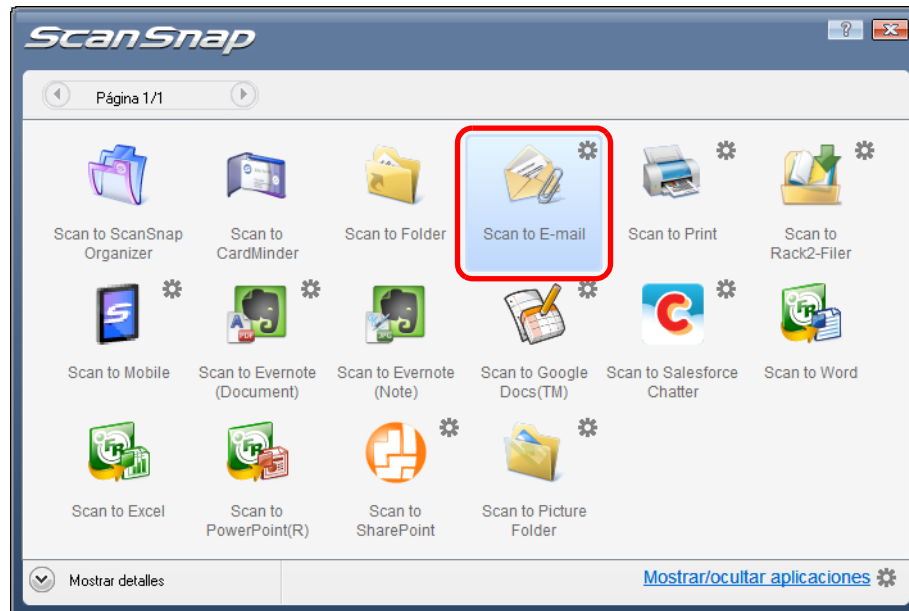 ScanSnap
?
Página 1/1
Scan to ScanSnap
Organizer
Scan to
CardMinder
Scan to Folder
Scan to E-mail
Scan to Print
Scan to
Rack2-Filer
Scan to Mobile
Scan to Evernote
(Document)
Scan to Evernote
(Note)
Scan to Google
Docs(TM)
Scan to Salesforce
Chatter
Scan to Word
Scan to Excel
Scan to
PowerPoint(R)
Scan to
SharePoint
Scan to Picture
Folder
Mostrar detalles
Mostrar/ocultar aplicaciones